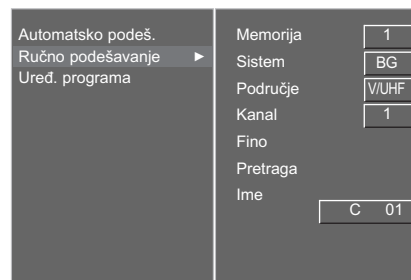 Automatsko podeš.
Ručno podešavanje ►
Uređ. programa
Memorija 1
Sistem BG
Područje V/UHF
Kanal 1
Fino
Pretraga
Ime
C 01